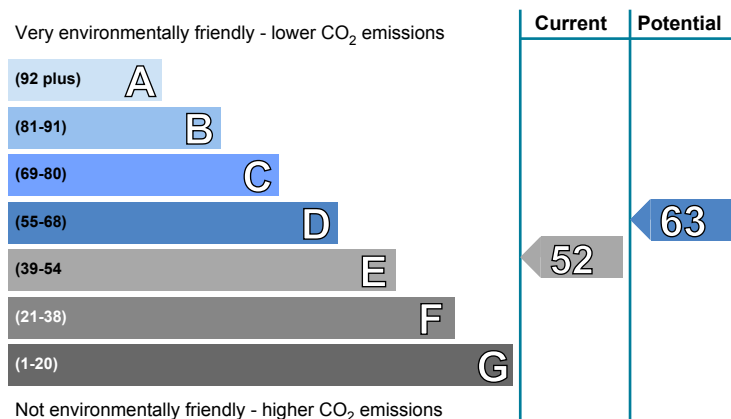 Very environmentally friendly - lower CO2 emissions
Current
Potential
(92 plus) A
(81-91) B
(69-80) C
(55-68) D
63
(39-54 E
52
(21-38) F
(1-20) G
Not environmentally friendly - higher CO2 emissions